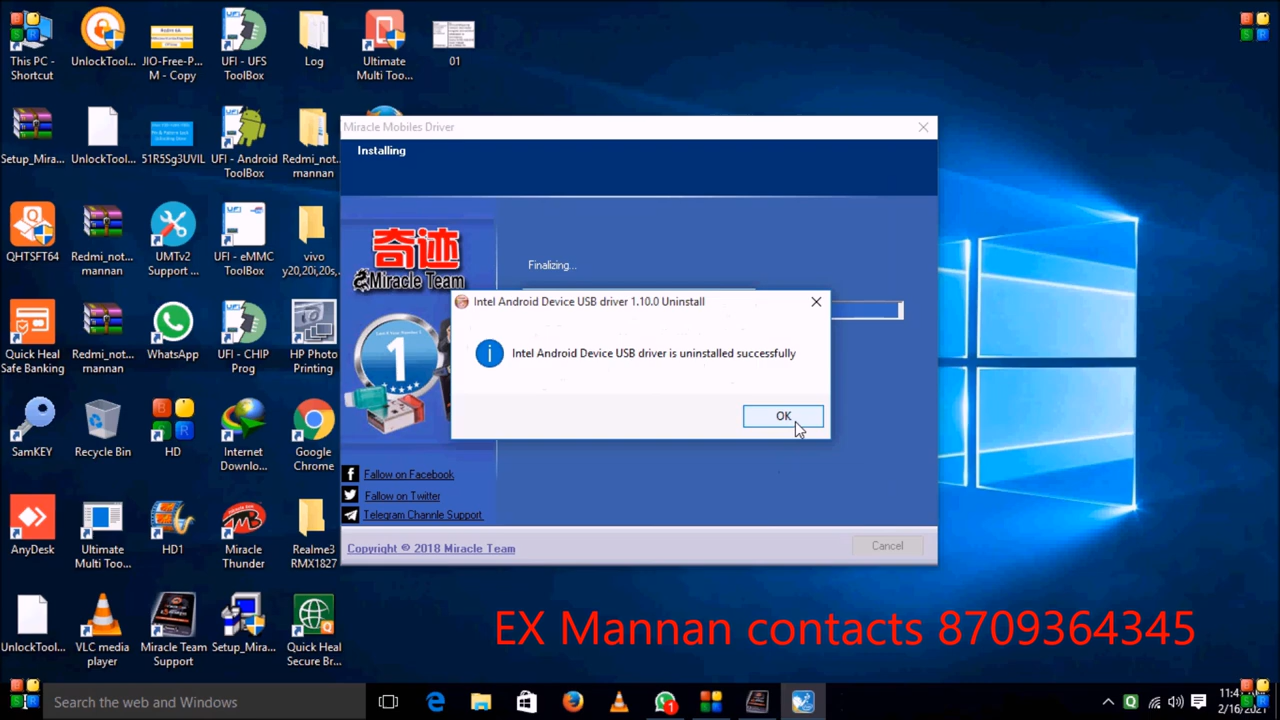 This PC - Shortcut
UnlockTool...
JIO-Free-P... M - Copy
UFI - UFS ToolBox
Log
Ultimate Multi Too...
01
Setup_Mira...
UnlockTool...
51R5Sg3UVIL
UFI - Android ToolBox
Redmi_not... mannan
QHTSFT64
Redmi_not... mannan
UMTv2 Support ...
UFI - eMMC ToolBox
vivo y20,20i,20s,...
Quick Heal Safe Banking
Redmi_not... mannan
WhatsApp
UFI - CHIP Prog
HP Photo Printing
SamKEY
Recycle Bin
HD
Internet Downlo...
Google Chrome
AnyDesk
Ultimate Multi Too...
HD1
Miracle Thunder
Realme3 RMX1827
UnlockTool...
VLC media player
Miracle Team Support
Setup_Mira...
Quick Heal Secure Br...
Miracle Mobiles Driver
Installing
奇迹
Miracle Team
1
Finalizing...
Intel Android Device USB driver 1.10.0 Uninstall
Intel Android Device USB driver is uninstalled successfully
OK
Fallow on Facebook
Fallow on Twitter
Telegram Channle Support
Copyright © 2018 Miracle Team
Cancel
EX Mannan contacts 8709364345
Search the web and Windows
2/16/2021